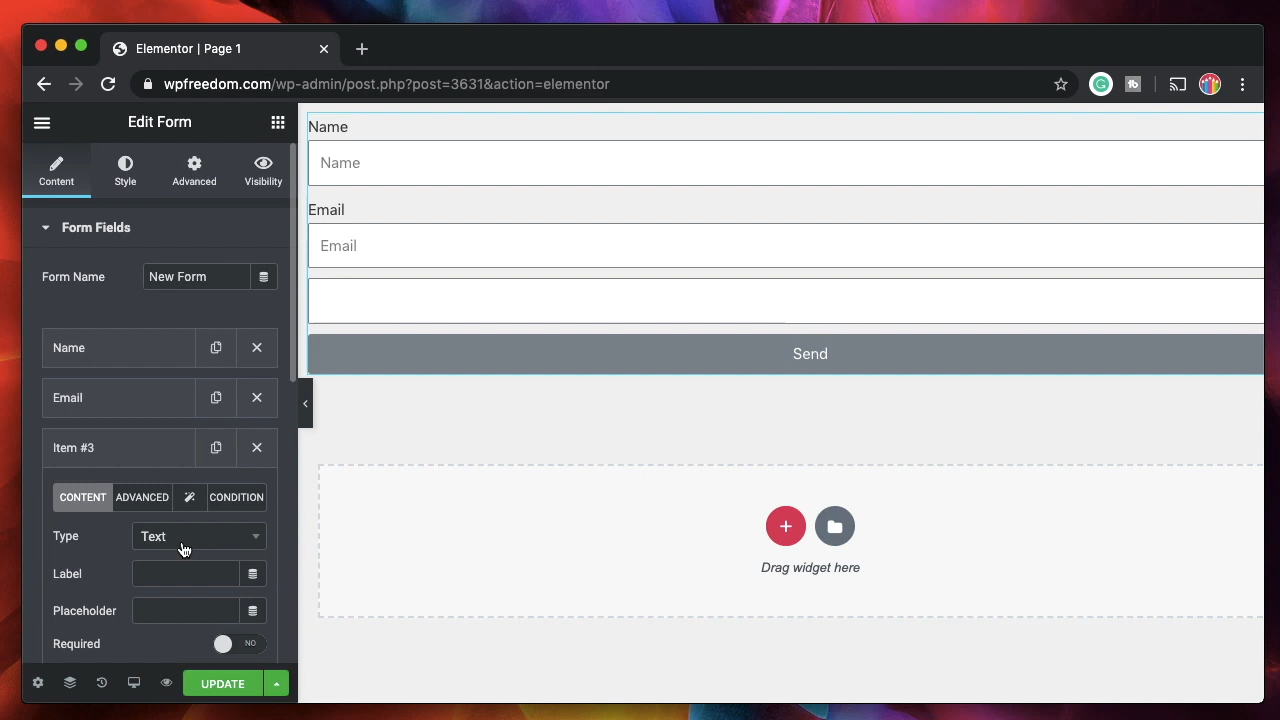 Elementor | Page 1
wpfreedom.com/wp-admin/post.php?post=3631&action=elementor
Edit Form
Content Style Advanced Visibility
Form Fields
Form Name New Form
Name
Email
Item #3
CONTENT ADVANCED CONDITION
Type Text
Label
Placeholder
Required NO
UPDATE
Name
Name
Email
Email
Send
Drag widget here